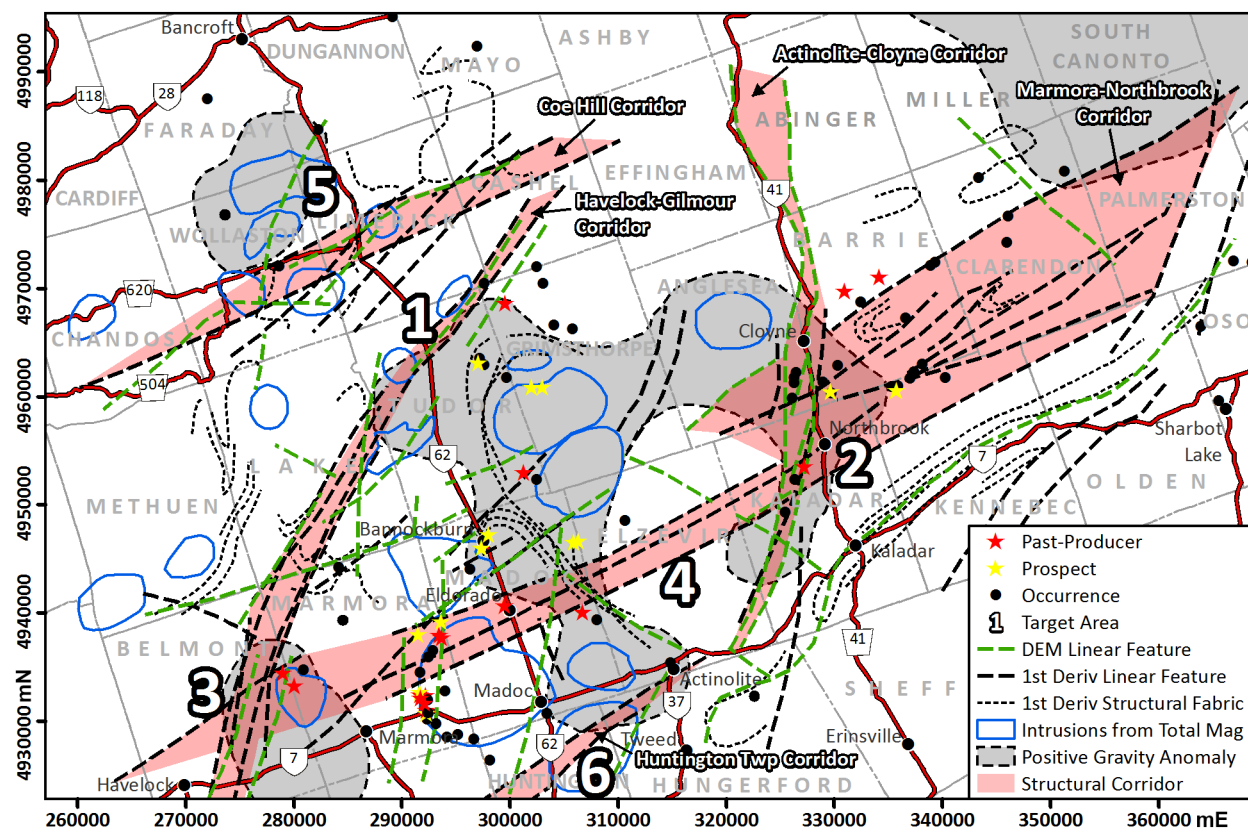 Bancroft
DUNGANNON
ASHBY
MAYO
SOUTH
CANONTO
Actinolite-Cloyne Corridor
Marmora-Northbrook
Corridor
118
28
Coe Hill Corridor
MILLER
ABINGER
FARADAY
EFFINGHAM
CASHEL
CARDIFF
5
41
PALMERSTON
Havelock-Gilmour
Corridor
WOLLASTON
LIMERICK
BARRIE
CLARENDON
620
ANGLESEA
1
OSO
CHANDOS
Cloyne
GRIMSTHORPE
504
TUDOR
Northbrook
Sharbot
Lake
62
2
7
LAKE
OLDEN
METHUEN
KALADAR
KENNEBEC
Bannockburn
ELZEVIR
Kaladar
MADOC
4
Eldorado
MARMORA
41
BELMONT
3
Madoc
Actinolite
SHEFF
37
Marmora
7
62
Tweed
Erinsville
Huntington Twp Corridor
6
Havelock
HUNTINGTON
HUNGERFORD
Past-Producer
Prospect
Occurrence
1 Target Area
DEM Linear Feature
1st Deriv Linear Feature
1st Deriv Structural Fabric
Intrusions from Total Mag
Positive Gravity Anomaly
Structural Corridor
4990000
4980000
4970000
4960000
4950000
4940000
4930000 mN
260000 270000 280000 290000 300000 310000 320000 330000 340000 350000 360000 mE